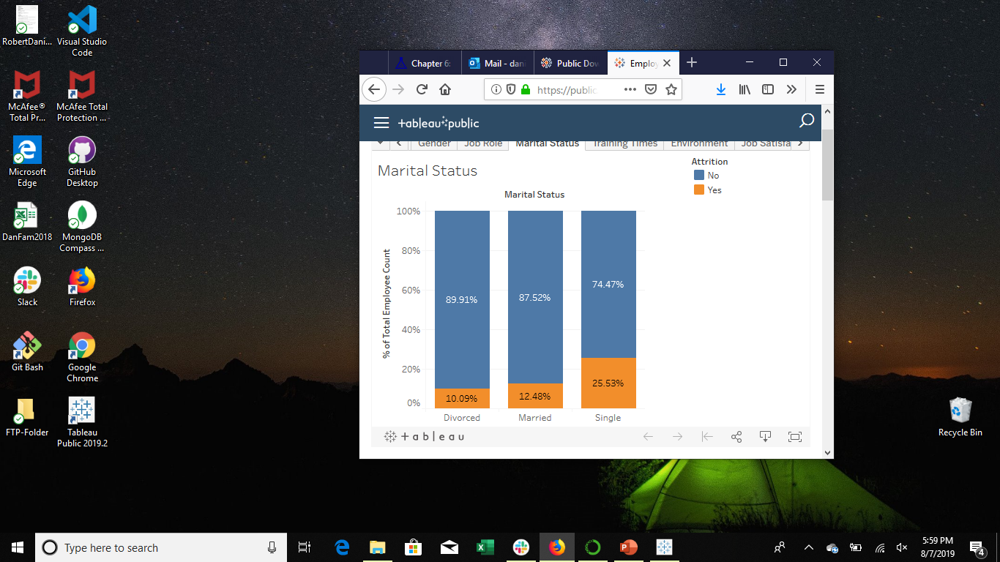 RobertDani...
Visual Studio
Code
McAfee®
Total Pr...
McAfee Total
Protection ...
Microsoft
Edge
GitHub
Desktop
DanFam2018
MongoDB
Compass ...
Slack
Firefox
Git Bash
Google
Chrome
FTP-Folder
Tableau
Public 2019.2
Chapter 6:
Mail - dani
Public Dow
Employ
https://public
+ableau public
Gender
Job Role
Marital Status
Training Times
Environment
Job Satisfa
Marital Status
Attrition
No
Yes
Marital Status
% of Total Employee Count
100%
80%
60%
40%
20%
0%
89.91%
87.52%
74.47%
10.09%
12.48%
25.53%
Divorced
Married
Single
+ableau
Recycle Bin
Type here to search
5:59 PM
8/7/2019
4